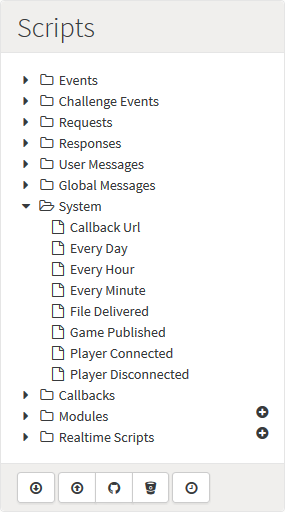 Scripts
Events
Challenge Events
Requests
Responses
User Messages
Global Messages
System
Callback Url
Every Day
Every Hour
Every Minute
File Delivered
Game Published
Player Connected
Player Disconnected
Callbacks
Modules
Realtime Scripts